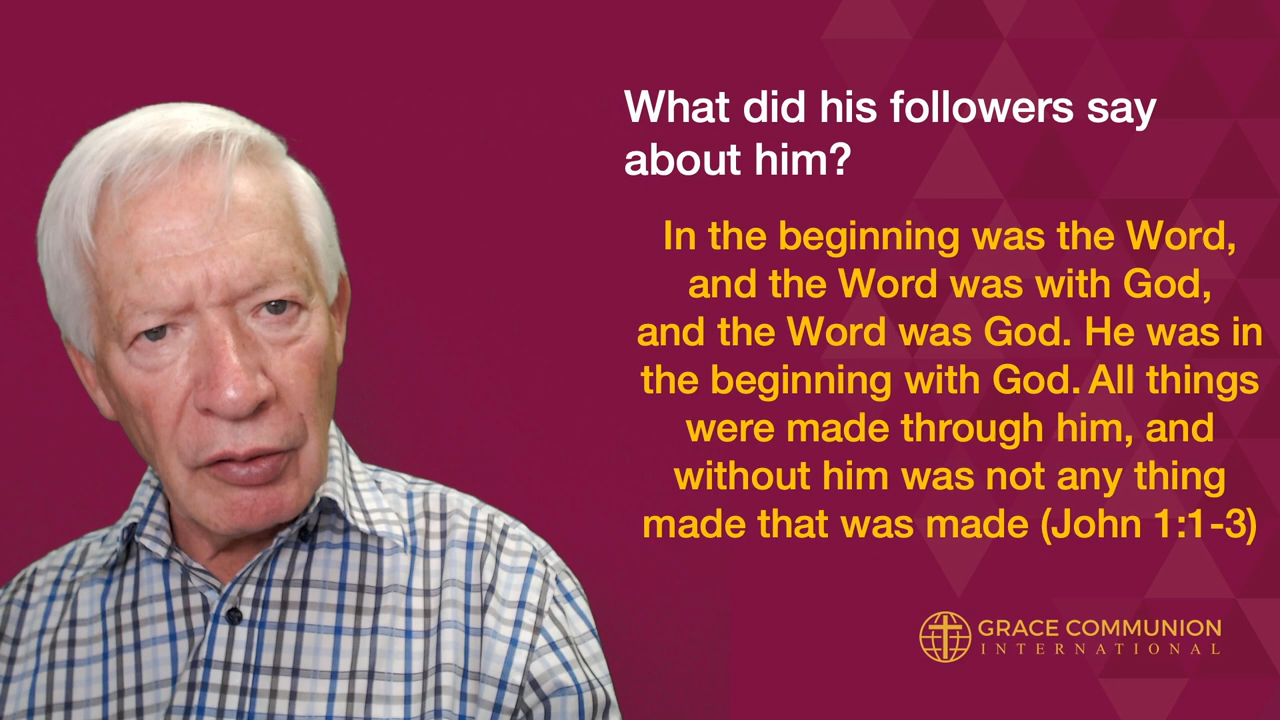 What did his followers say
about him?
In the beginning was the Word,
and the Word was with God,
and the Word was God. He was in
the beginning with God. All things
were made through him, and
without him was not any thing
made that was made (John 1:1-3)
GRACE COMMUNION
INTERNATIONAL